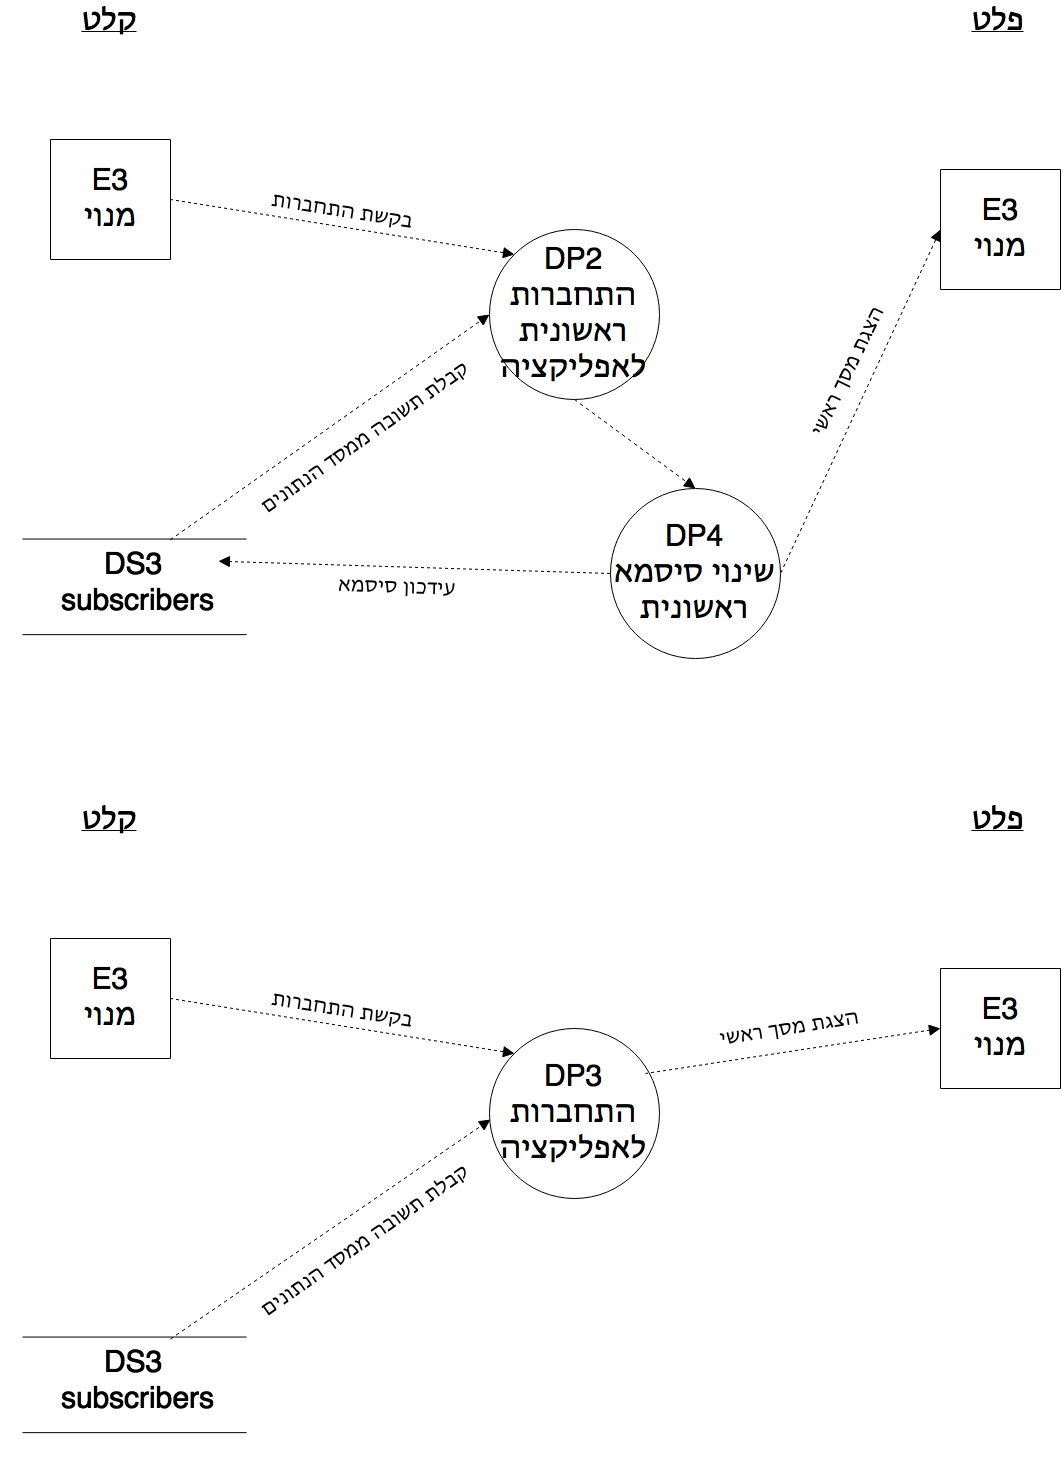 קלט
פלט
E3
מנוי
בקשת התחברות
E3
מנוי
DP2
התחברות
ראשונית
לאפליקציה
הצגת מסך ראשי
קבלת תשובה ממסד הנתונים
DS3
subscribers
עידכון סיסמא
DP4
שינוי סיסמא
ראשונית
קלט
פלט
E3
מנוי
בקשת התחברות
הצגת מסך ראשי
E3
מנוי
DP3
התחברות
לאפליקציה
קבלת תשובה ממסד הנתונים
DS3
subscribers